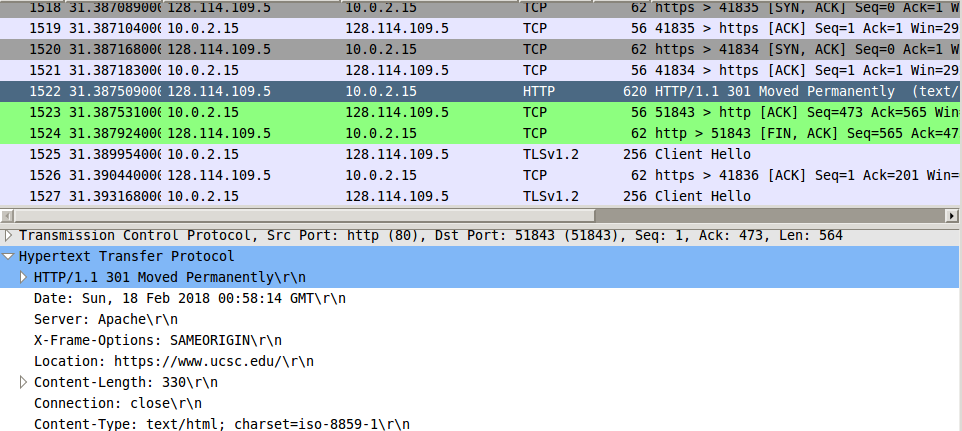 1518 31.387089000 128.114.109.5 10.0.2.15 TCP 62 https > 41835 [SYN, ACK] Seq=0 Ack=1 W
1519 31.387104000 10.0.2.15 128.114.109.5 TCP 56 41835 > https [ACK] Seq=1 Ack=1 Win=29
1520 31.387168000 128.114.109.5 10.0.2.15 TCP 62 https > 41834 [SYN, ACK] Seq=0 Ack=1 W
1521 31.387183000 10.0.2.15 128.114.109.5 TCP 56 41834 > https [ACK] Seq=1 Ack=1 Win=29
1522 31.387509000 128.114.109.5 10.0.2.15 HTTP 620 HTTP/1.1 301 Moved Permanently (text/
1523 31.387531000 10.0.2.15 128.114.109.5 TCP 56 51843 > http [ACK] Seq=473 Ack=565 Win
1524 31.387924000 128.114.109.5 10.0.2.15 TCP 62 http > 51843 [FIN, ACK] Seq=565 Ack=47
1525 31.389954000 10.0.2.15 128.114.109.5 TLSv1.2 256 Client Hello
1526 31.390440000 128.114.109.5 10.0.2.15 TCP 62 https > 41836 [ACK] Seq=1 Ack=201 Win=
1527 31.393168000 10.0.2.15 128.114.109.5 TLSv1.2 256 Client Hello
Transmission Control Protocol, Src Port: http (80), Dst Port: 51843 (51843), Seq: 1, Ack: 473, Len: 564
Hypertext Transfer Protocol
HTTP/1.1 301 Moved Permanently\r\n
Date: Sun, 18 Feb 2018 00:58:14 GMT\r\n
Server: Apache\r\n
X-Frame-Options: SAMEORIGIN\r\n
Location: https://www.ucsc.edu/\r\n
Content-Length: 330\r\n
Connection: close\r\n
Content-Type: text/html; charset=iso-8859-1\r\n